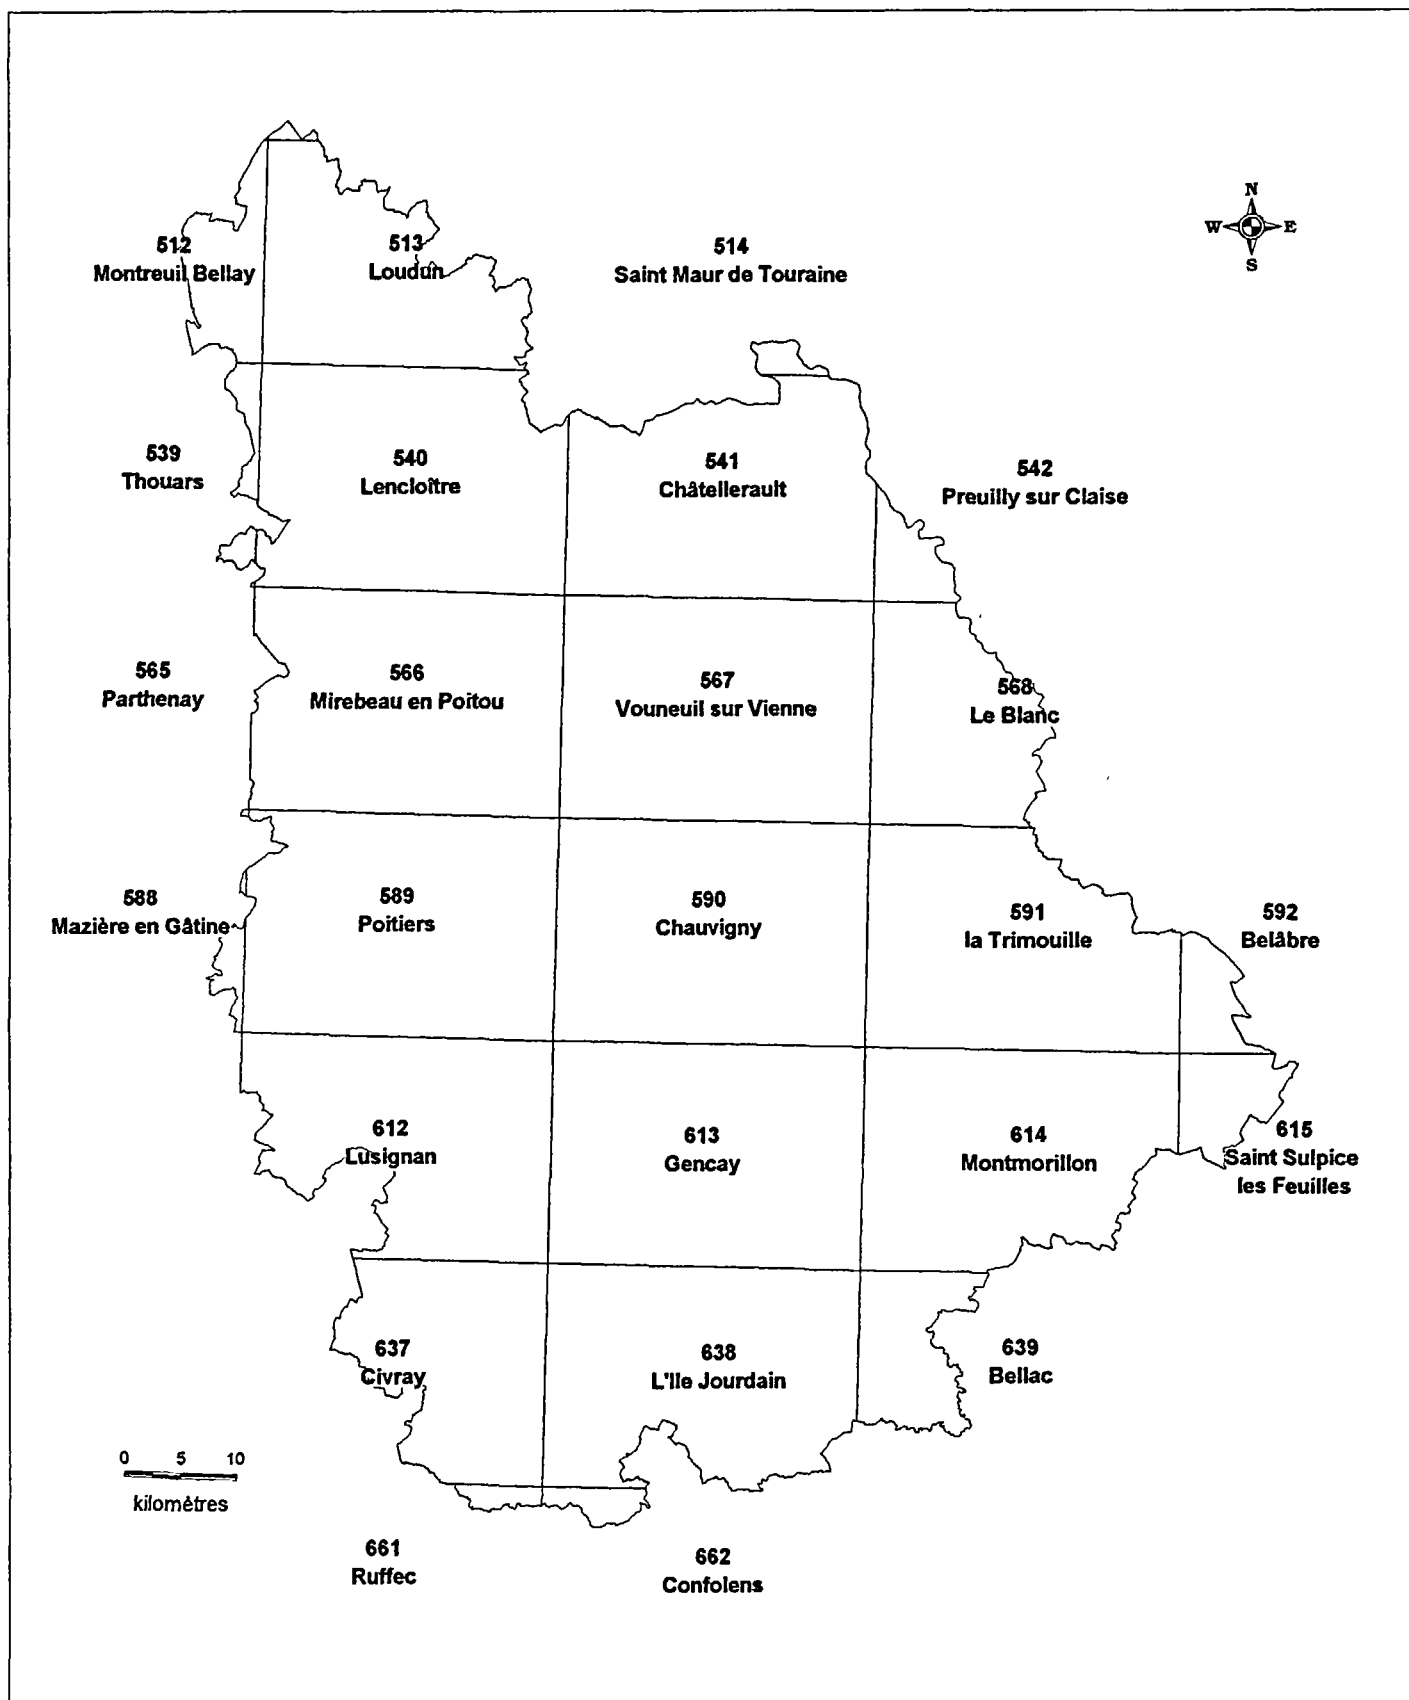 N
W E
S
512
Montreuil Bellay
513
Loudun
514
Saint Maur de Touraine
539
Thouars
540
Lencloître
541
Châtellerault
542
Preuilly sur Claise
565
Parthenay
566
Mirebeau en Poitou
567
Vouneuil sur Vienne
568
Le Blanc
588
Mazière en Gâtine
589
Poitiers
590
Chauvigny
591
la Trimouille
592
Belâbre
612
Lusignan
613
Gencay
614
Montmorillon
615
Saint Sulpice
les Feuilles
637
Civray
638
L'Ile Jourdain
639
Bellac
0 5 10
kilomètres
661
Ruffec
662
Confolens